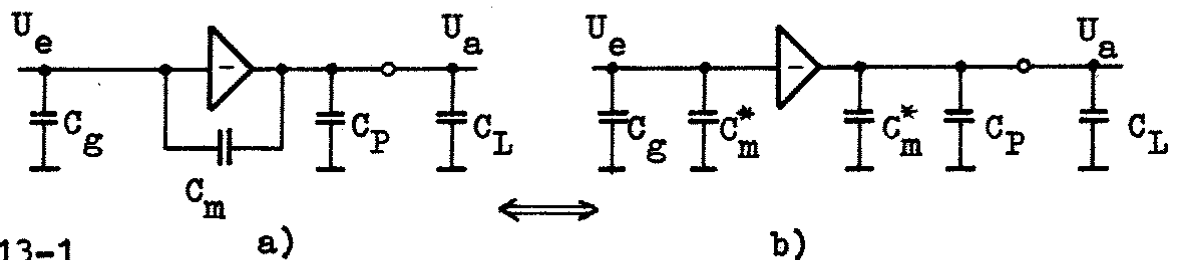 U_e U_a U_e U_a
- -
C_g C_P C_L C_g C_m^* C_m^* C_P C_L
C_m
13-1 a) b)